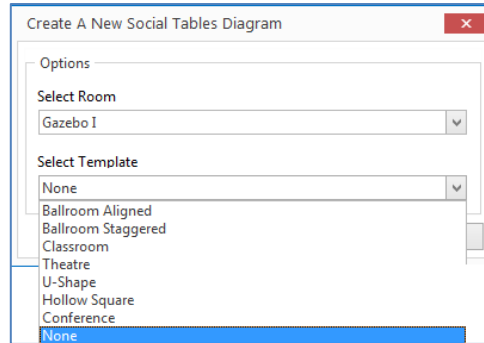 Create A New Social Tables Diagram
Options
Select Room
Gazebo I
Select Template
None
Ballroom Aligned
Ballroom Staggered
Classroom
Theatre
U-Shape
Hollow Square
Conference
None